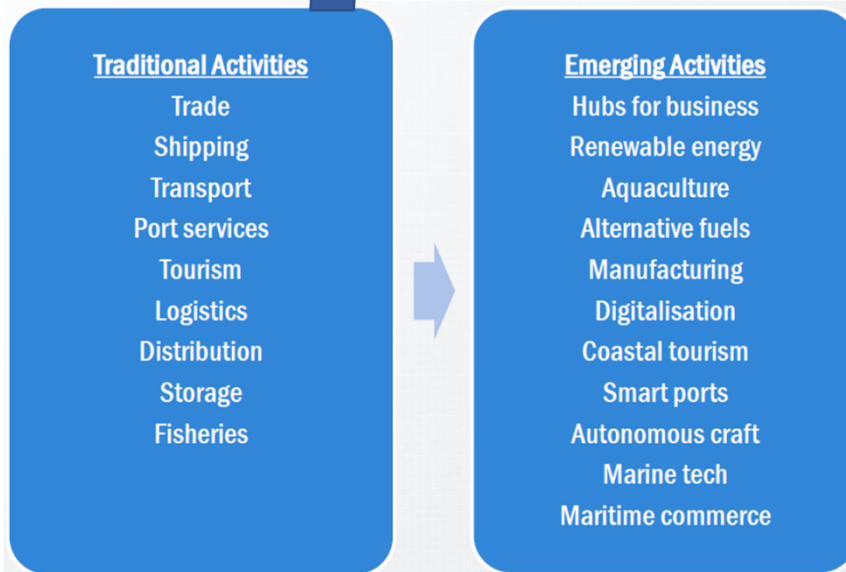 Traditional Activities
Trade
Shipping
Transport
Port services
Tourism
Logistics
Distribution
Storage
Fisheries
Emerging Activities
Hubs for business
Renewable energy
Aquaculture
Alternative fuels
Manufacturing
Digitalisation
Coastal tourism
Smart ports
Autonomous craft
Marine tech
Maritime commerce